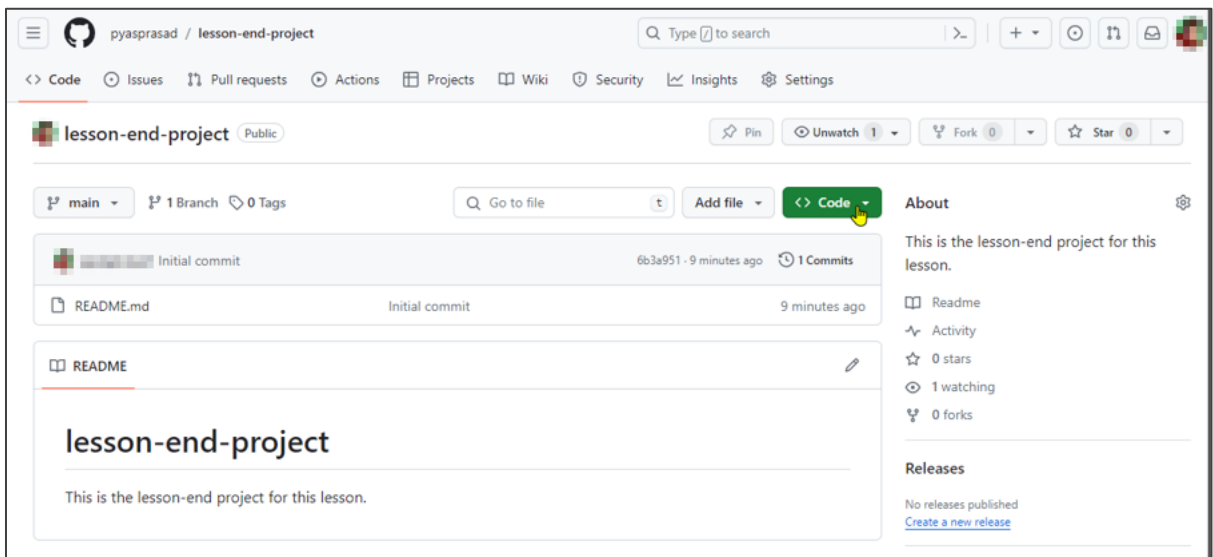 pyasprasad / lesson-end-project Type / to search
Code Issues Pull requests Actions Projects Wiki Security Insights Settings
lesson-end-project Public Pin Unwatch 1 Fork 0 Star 0
main 1 Branch 0 Tags Go to file t Add file <> Code
About
This is the lesson-end project for this
lesson.
Initial commit 6b3a951 · 9 minutes ago 1 Commits
README.md Initial commit 9 minutes ago
Readme
Activity
0 stars
1 watching
0 forks
README
lesson-end-project
This is the lesson-end project for this lesson.
Releases
No releases published
Create a new release